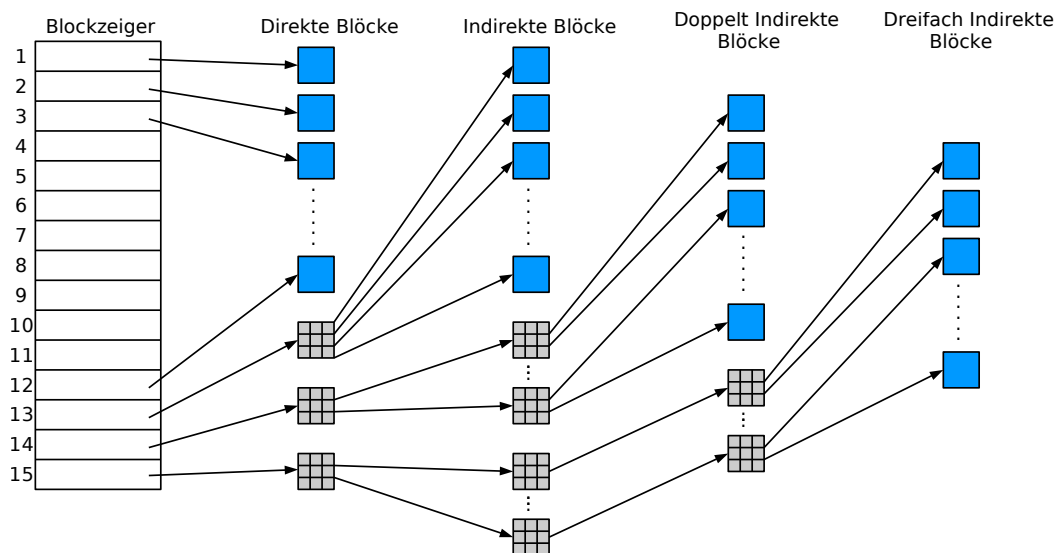 Blockzeiger
Direkte Blöcke
Indirekte Blöcke
Doppelt Indirekte
Blöcke
Dreifach Indirekte
Blöcke
1
2
3
4
5
6
7
8
9
10
11
12
13
14
15